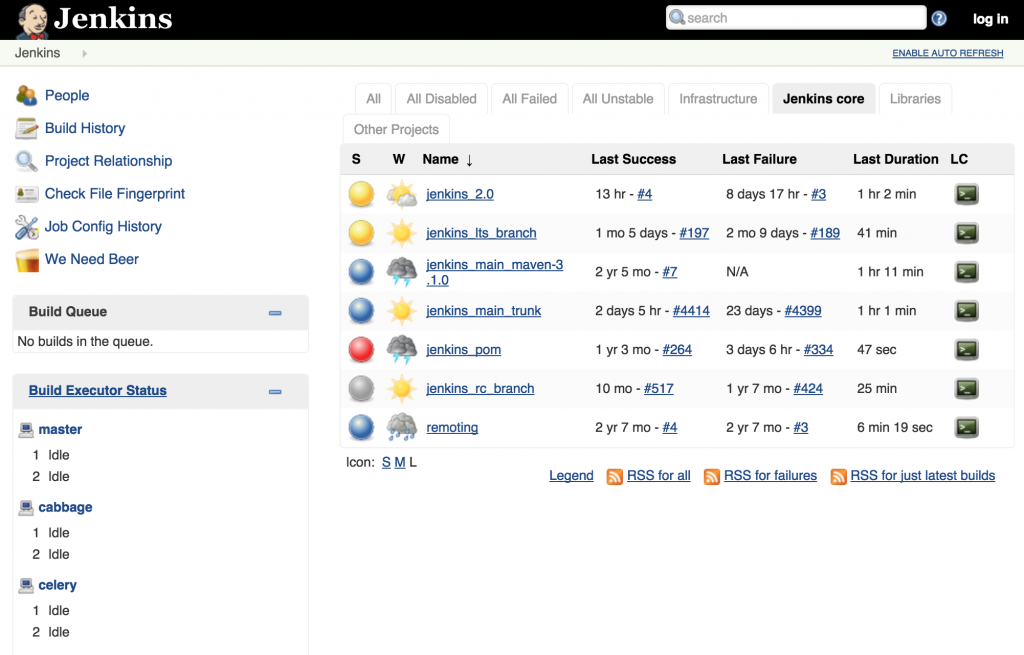 Jenkins
search
log in
Jenkins
ENABLE AUTO REFRESH
People
Build History
Project Relationship
Check File Fingerprint
Job Config History
We Need Beer
Build Queue
No builds in the queue.
Build Executor Status
master
1 Idle
2 Idle
cabbage
1 Idle
2 Idle
celery
1 Idle
2 Idle
All All Disabled All Failed All Unstable Infrastructure Jenkins core Libraries
Other Projects
S W Name ↓ Last Success Last Failure Last Duration LC
jenkins_2.0 13 hr - #4 8 days 17 hr - #3 1 hr 2 min
jenkins_lts_branch 1 mo 5 days - #197 2 mo 9 days - #189 41 min
jenkins_main_maven-3
.1.0 2 yr 5 mo - #7 N/A 1 hr 11 min
jenkins_main_trunk 2 days 5 hr - #4414 23 days - #4399 1 hr 1 min
jenkins_pom 1 yr 3 mo - #264 3 days 6 hr - #334 47 sec
jenkins_rc_branch 10 mo - #517 1 yr 7 mo - #424 25 min
remoting 2 yr 7 mo - #4 2 yr 7 mo - #3 6 min 19 sec
Icon: S M L
Legend RSS for all RSS for failures RSS for just latest builds